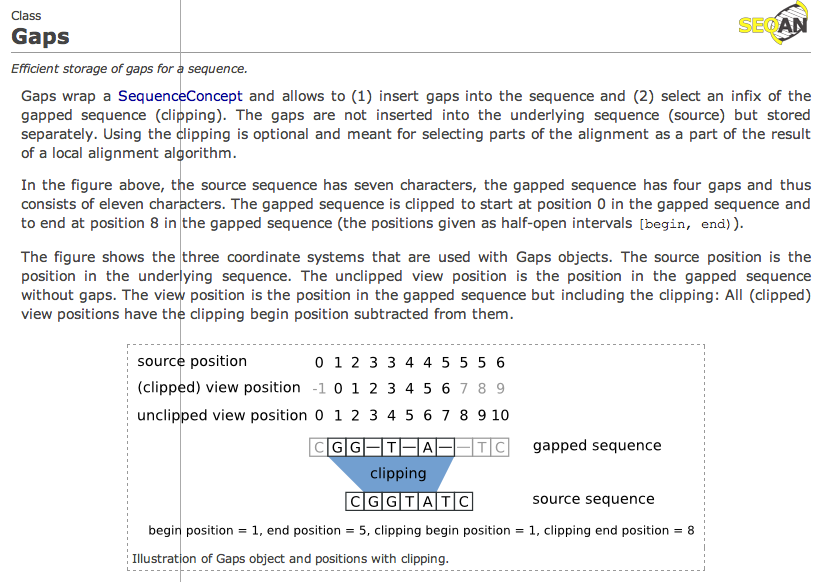 Class
SEQAN
Gaps
Efficient storage of gaps for a sequence.
Gaps wrap a SequenceConcept and allows to (1) insert gaps into the sequence and (2) select an infix of the
gapped sequence (clipping). The gaps are not inserted into the underlying sequence (source) but stored
separately. Using the clipping is optional and meant for selecting parts of the alignment as a part of the result
of a local alignment algorithm.
In the figure above, the source sequence has seven characters, the gapped sequence has four gaps and thus
consists of eleven characters. The gapped sequence is clipped to start at position 0 in the gapped sequence and
to end at position 8 in the gapped sequence (the positions given as half-open intervals [begin, end)).
The figure shows the three coordinate systems that are used with Gaps objects. The source position is the
position in the underlying sequence. The unclipped view position is the position in the gapped sequence
without gaps. The view position is the position in the gapped sequence but including the clipping: All (clipped)
view positions have the clipping begin position subtracted from them.
source position 0 1 2 3 3 4 4 5 5 5 6
(clipped) view position -1 0 1 2 3 4 5 6 7 8 9
unclipped view position 0 1 2 3 4 5 6 7 8 9 10
C G G – T – A – – T C gapped sequence
clipping
C G G T A T C source sequence
begin position = 1, end position = 5, clipping begin position = 1, clipping end position = 8
Illustration of Gaps object and positions with clipping.